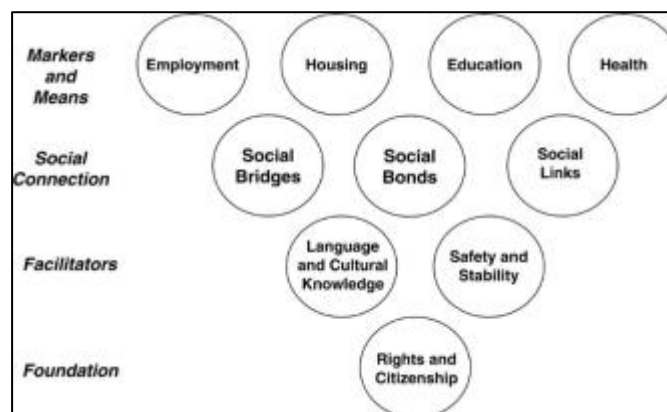 Markers
and
Means
Employment
Housing
Education
Health
Social
Connection
Social
Bridges
Social
Bonds
Social
Links
Facilitators
Language
and Cultural
Knowledge
Safety and
Stability
Foundation
Rights and
Citizenship